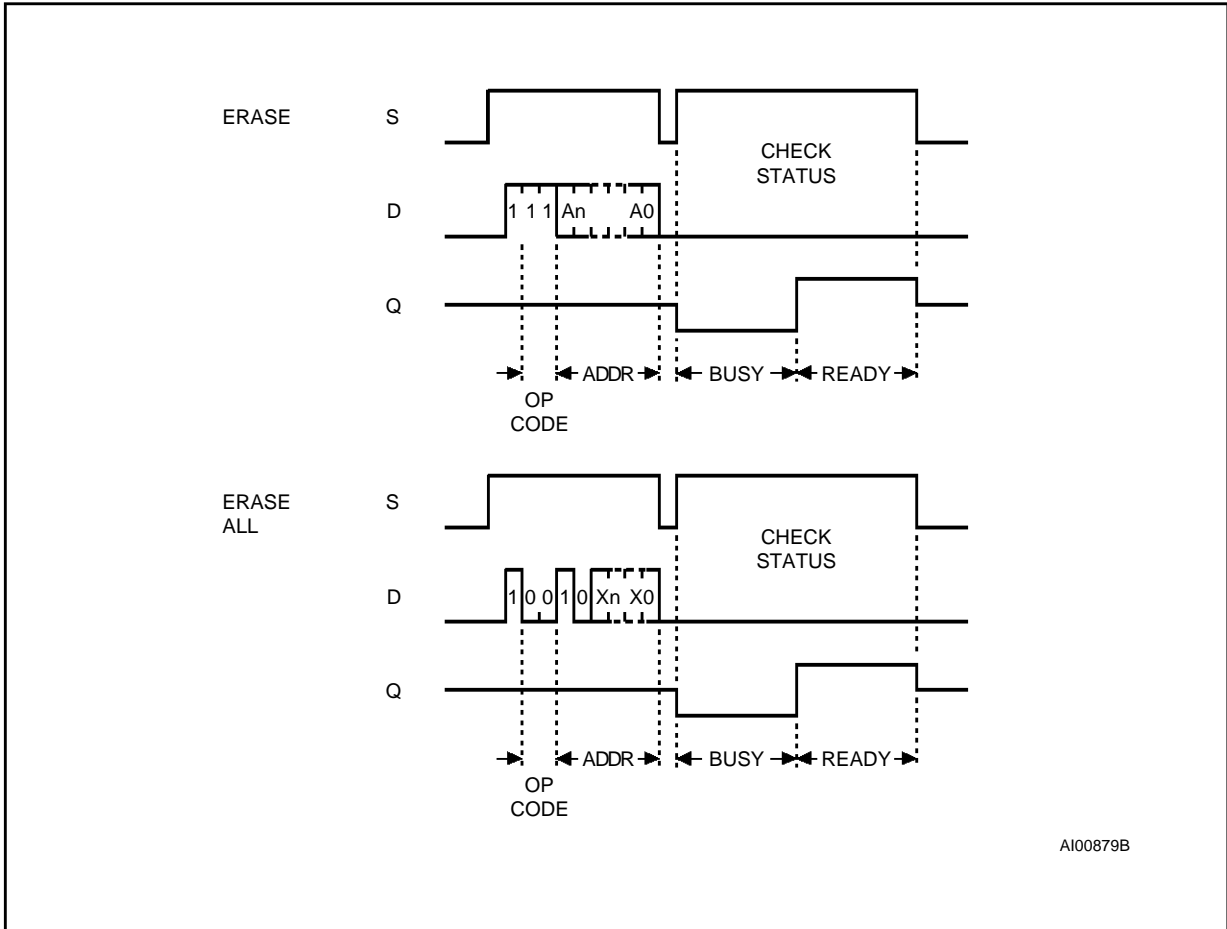 ERASE
S
CHECK
STATUS
D
1 1 1 An A0
Q
ADDR BUSY READY
OP
CODE
ERASE
ALL
S
CHECK
STATUS
D
1 0 0 1 0 Xn X0
Q
ADDR BUSY READY
OP
CODE
AI00879B